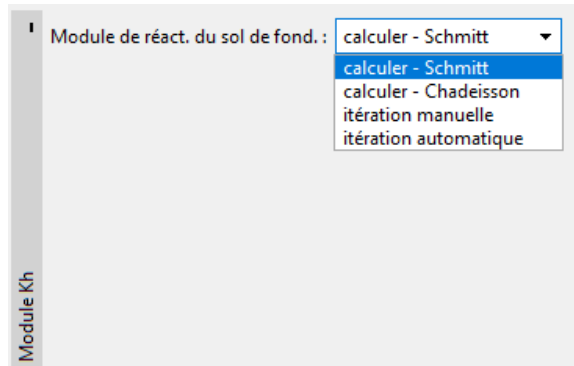 Module de réact. du sol de fond. : calculer - Schmitt
calculer - Schmitt
calculer - Chadeisson
itération manuelle
itération automatique
Module Kh